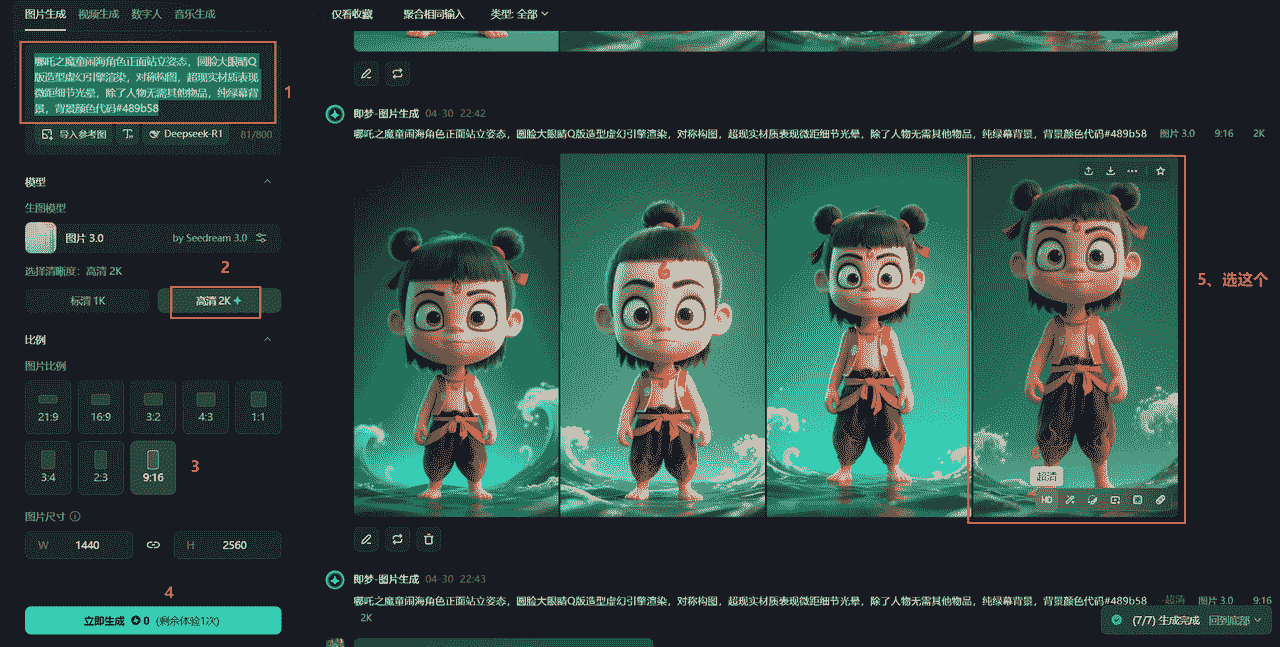 图片生成 视频生成 数字人 音乐生成
哪吒之魔童闹海角色正面站立姿态，圆脸大眼睛Q
版造型虚幻引擎渲染，对称构图，超现实材质表现
微距细节光晕，除了人物无需其他物品，纯绿幕背
景，背景颜色代码#489b58
1
导入参考图 Deepseek-R1 81/800
模型
生图模型
图片 3.0 by Seedream 3.0
选择清晰度：高清 2K
2
标清 1K 高清 2K
比例
图片比例
21:9 16:9 3:2 4:3 1:1
3:4 2:3 9:16
3
图片尺寸
W 1440 H 2560
4
立即生成 0 (剩余体验1次)
仅看收藏 聚合相同输入 类型: 全部
即梦-图片生成 04-30 22:42
哪吒之魔童闹海角色正面站立姿态，圆脸大眼睛Q版造型虚幻引擎渲染，对称构图，超现实材质表现微距细节光晕，除了人物无需其他物品，纯绿幕背景，背景颜色代码#489b58 图片 3.0 9:16 2K
5、选这个
超清
HD
即梦-图片生成 04-30 22:43
哪吒之魔童闹海角色正面站立姿态，圆脸大眼睛Q版造型虚幻引擎渲染，对称构图，超现实材质表现微距细节光晕，除了人物无需其他物品，纯绿幕背景，背景颜色代码#489b58 超清 图片 3.0 9:16
2K
(7/7) 生成完成 回到底部